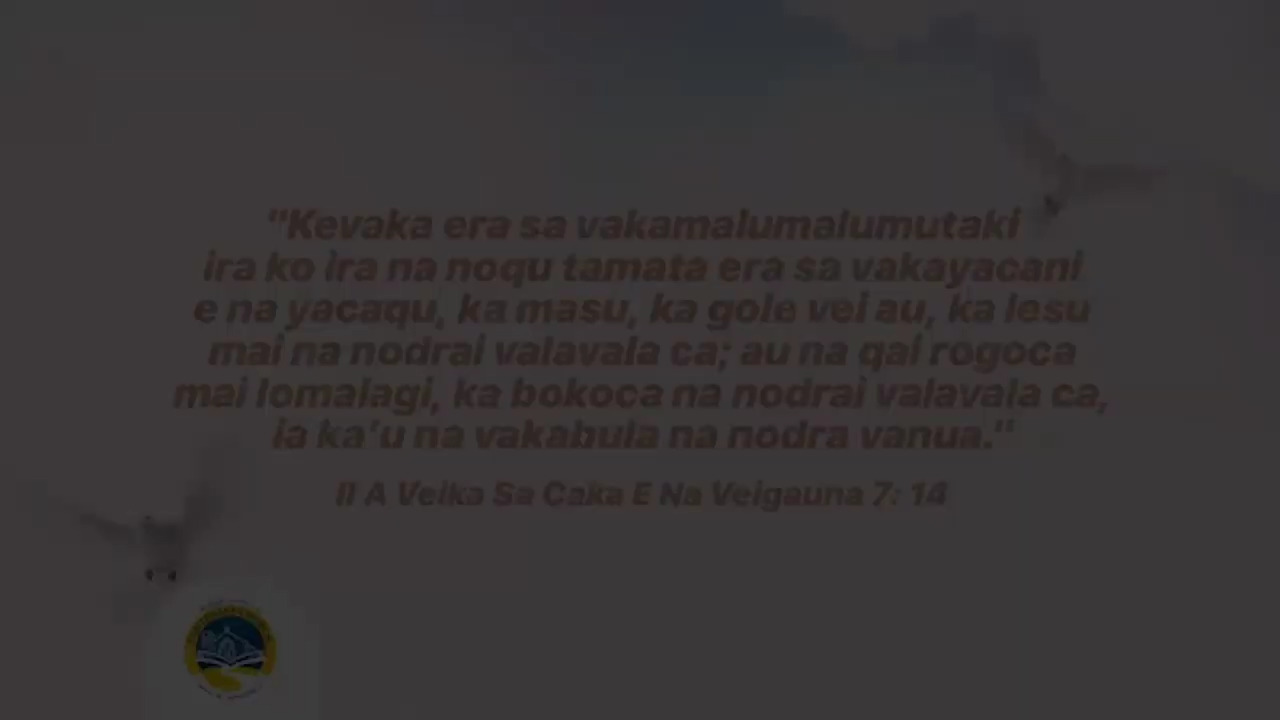 "Kevaka era sa vakamalumalumutaki
ira ko ira na noqu tamata era sa vakayacani
e na yacaqu, ka masu, ka gole vei au, ka lesu
mai na nodrai valavala ca; au na qai rogoca
mai lomalagi, ka bokoca na nodrai valavala ca,
ia ka'u na vakabula na nodra vanua."
II A Veika Sa Caka E Na Veigauna 7: 14